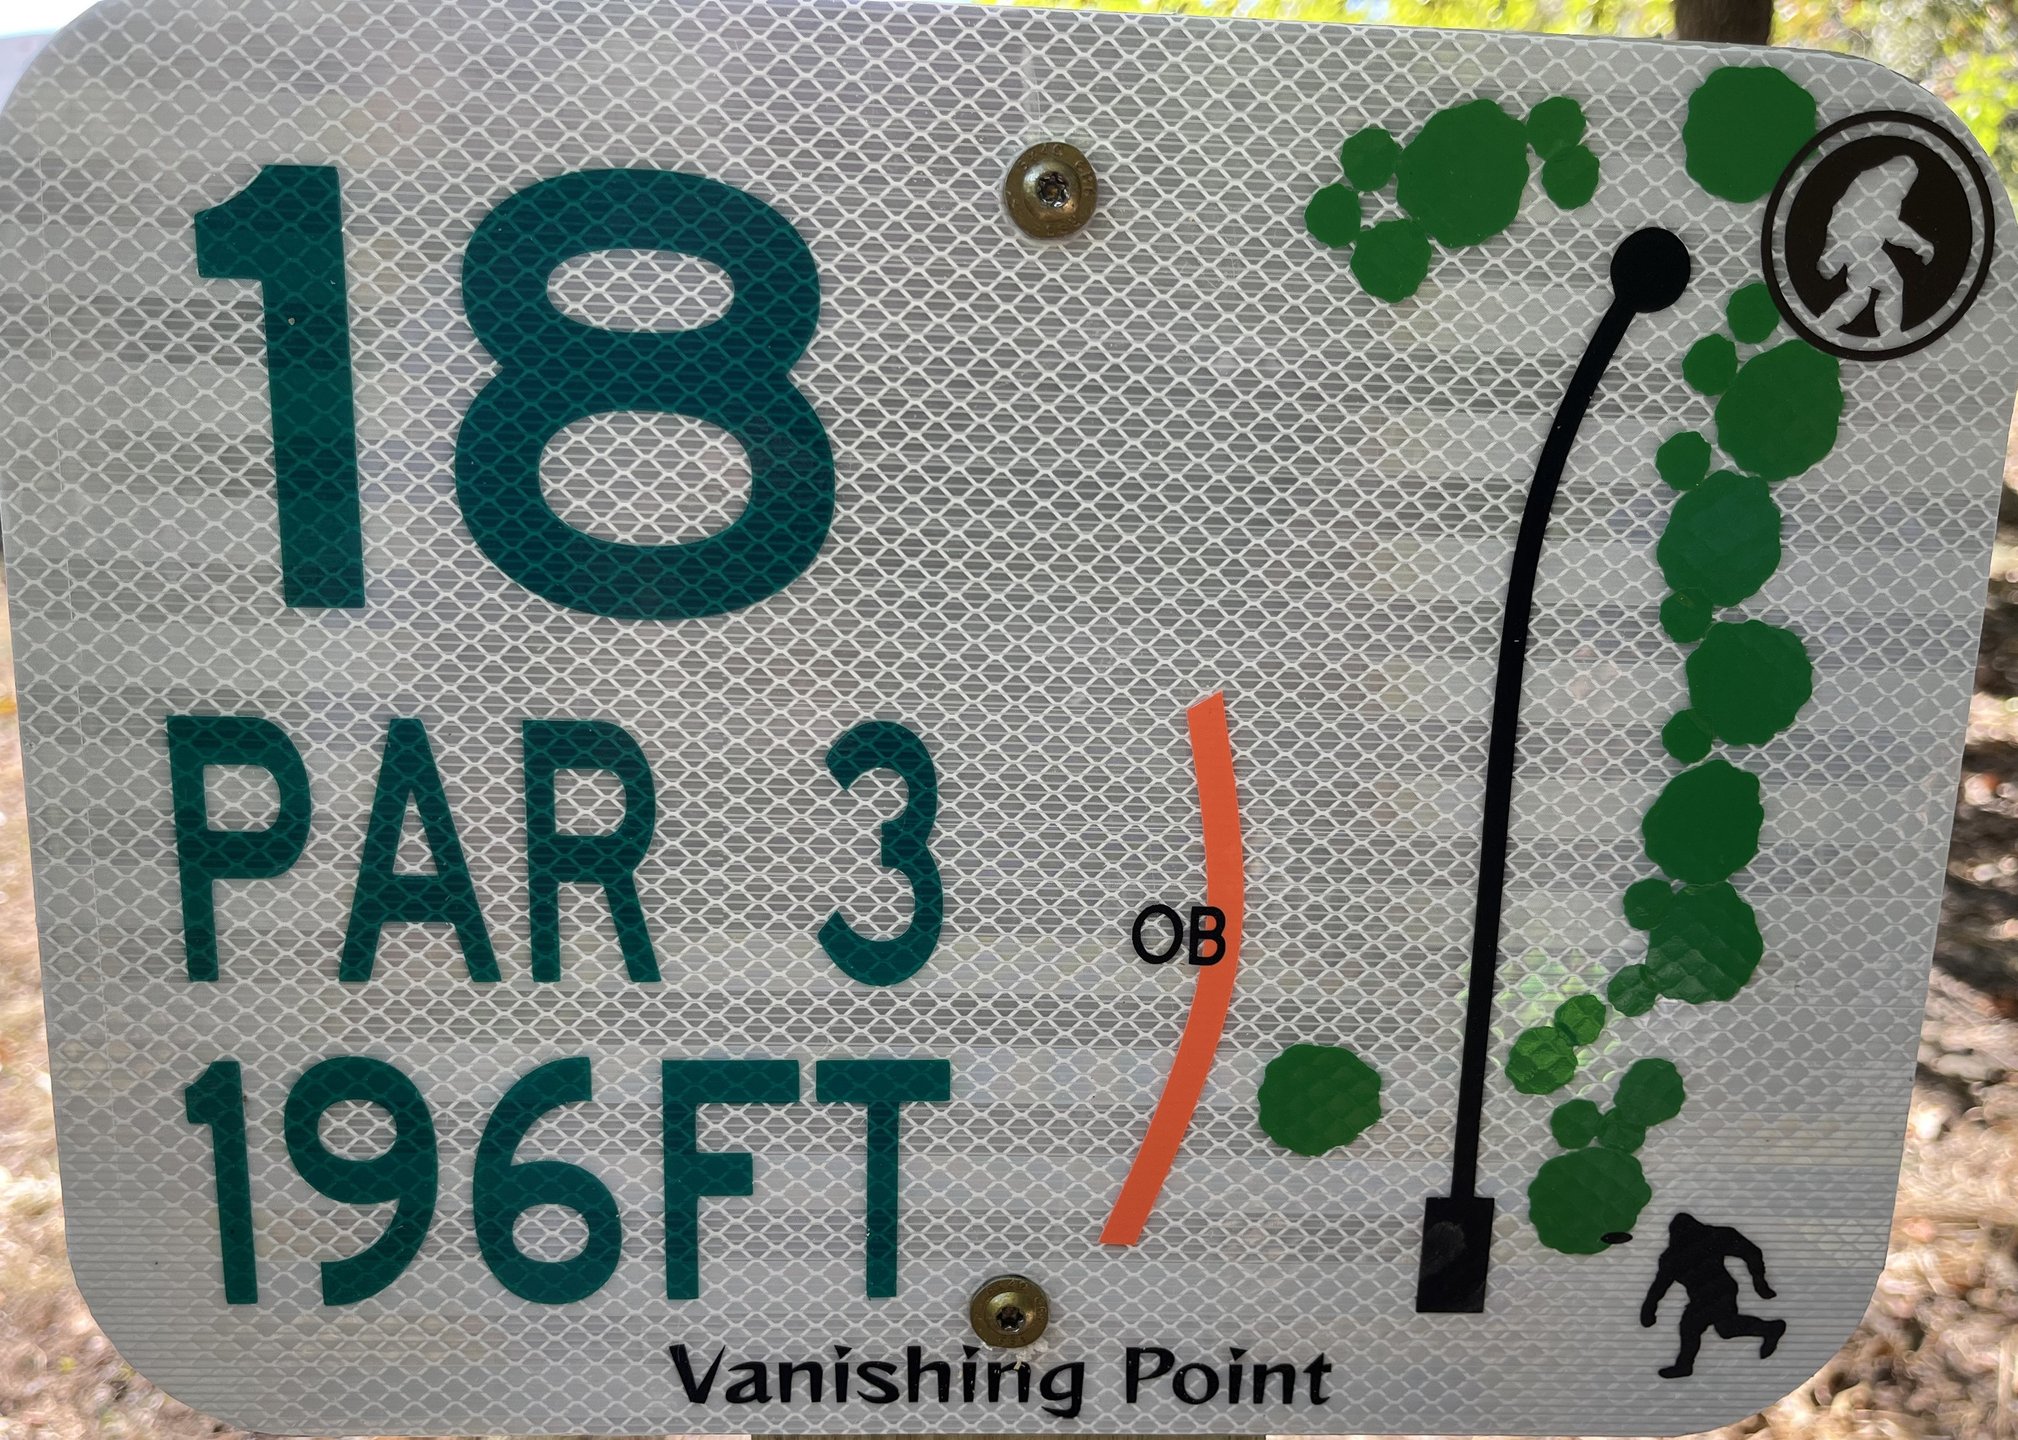 18
PAR 3
OB
196FT
Vanishing Point